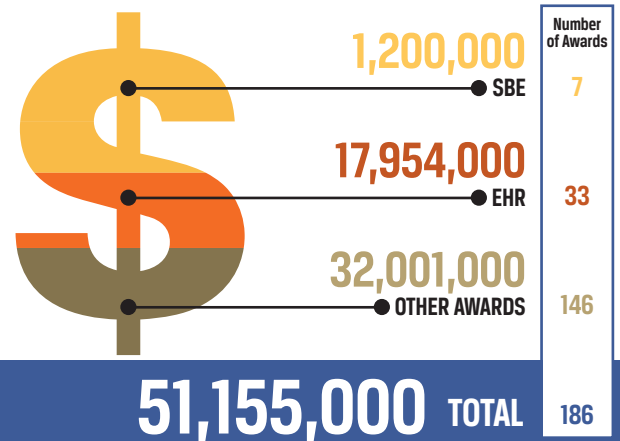 Number
of Awards
1,200,000
SBE
7
17,954,000
EHR
33
32,001,000
OTHER AWARDS
146
51,155,000 TOTAL
186